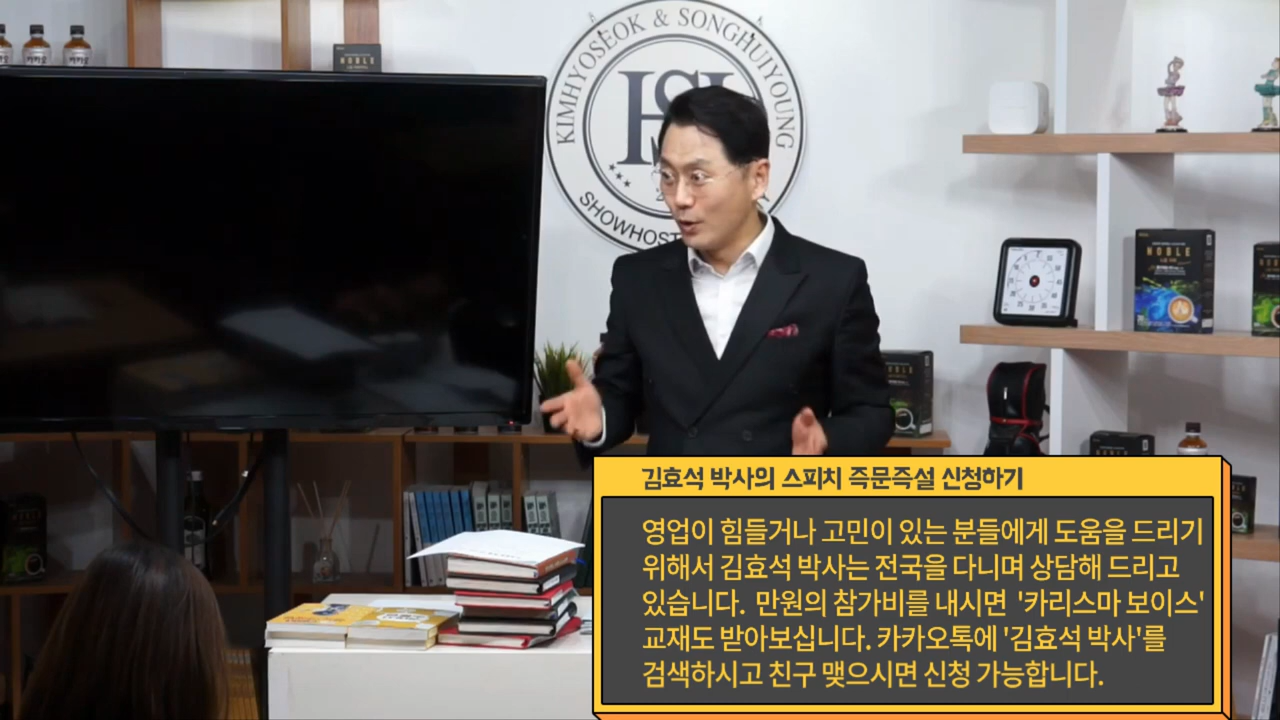 KIMHYOSEOK & SONGHUIYOUNG
HSK
SHOWHOST
NOBLE
NOBLE
김효석 박사의 스피치 즉문즉설 신청하기
영업이 힘들거나 고민이 있는 분들에게 도움을 드리기
위해서 김효석 박사는 전국을 다니며 상담해 드리고
있습니다. 만원의 참가비를 내시면 '카리스마 보이스'
교재도 받아보십니다. 카카오톡에 '김효석 박사'를
검색하시고 친구 맺으시면 신청 가능합니다.